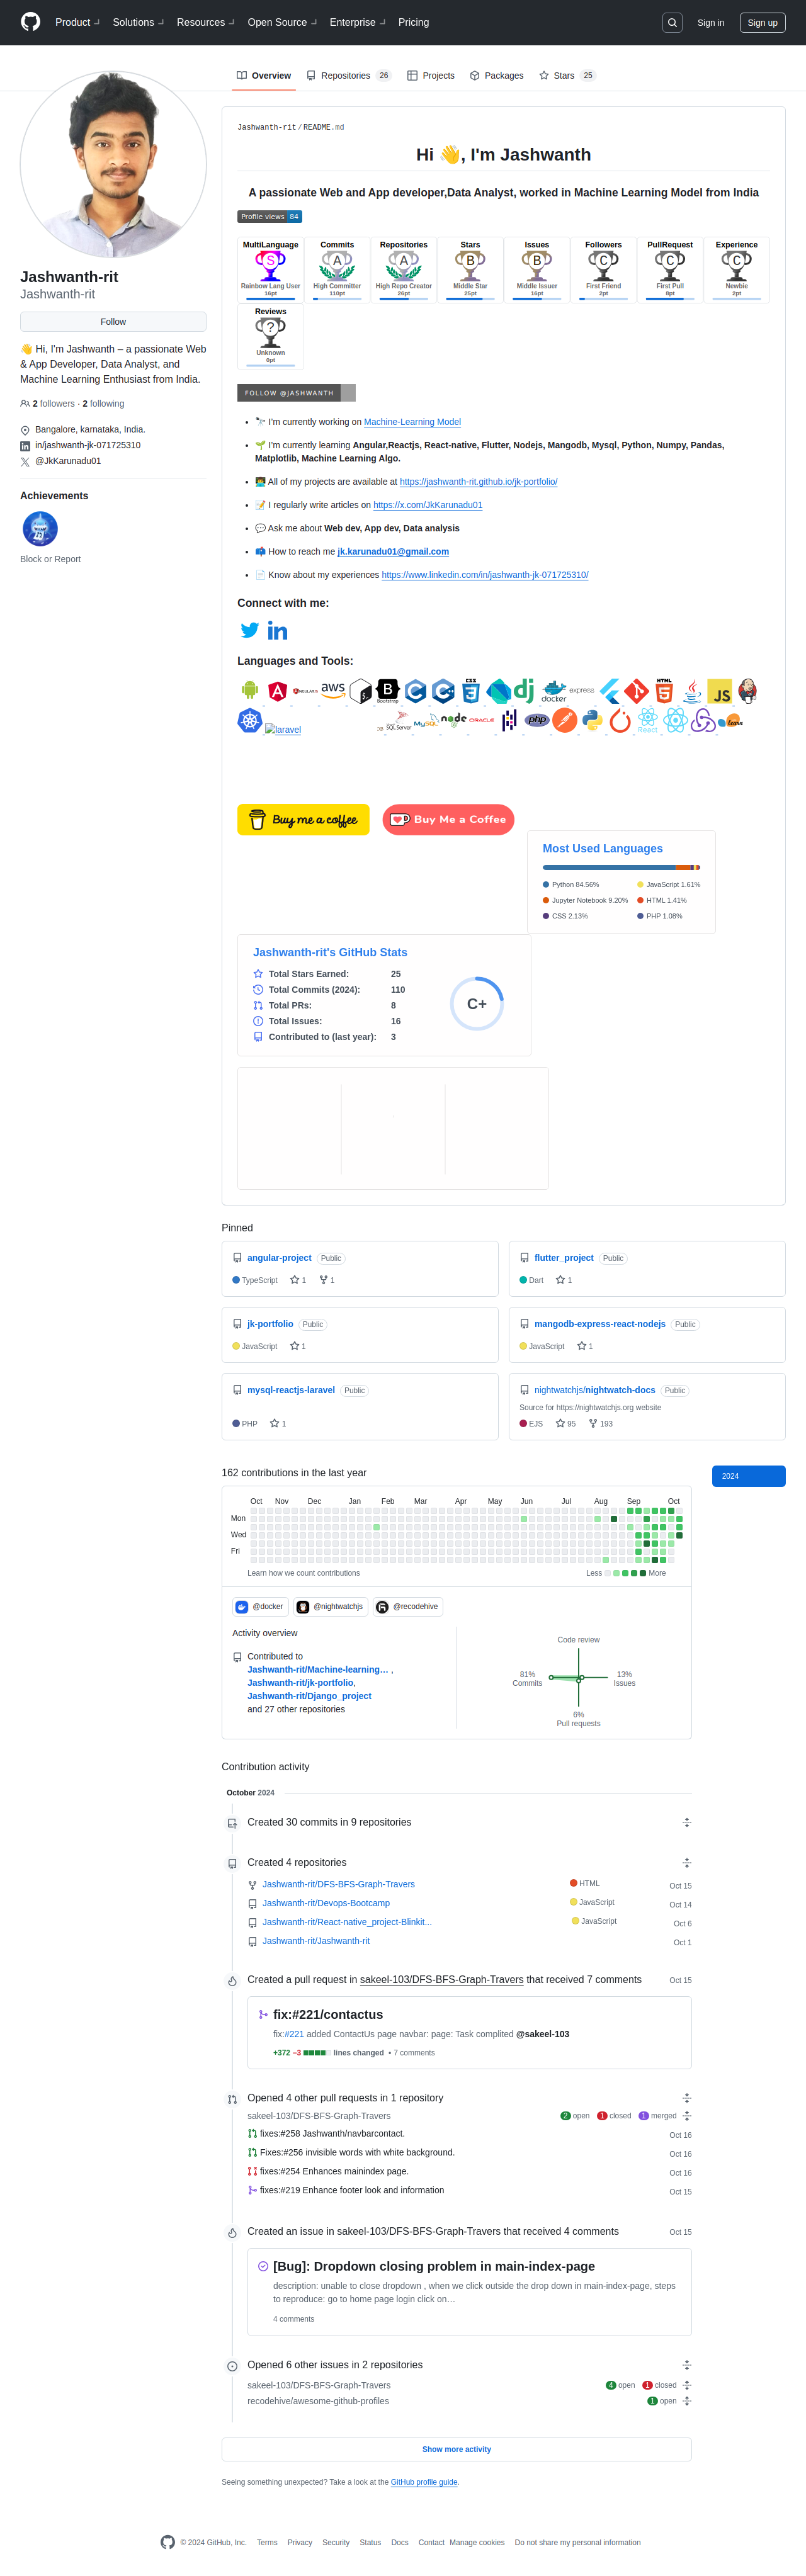 Product
Solutions
Resources
Open Source
Enterprise
Pricing
Sign in
Sign up
Overview
Repositories 26
Projects
Packages
Stars 25
Jashwanth-rit
Jashwanth-rit
Follow
👋 Hi, I'm Jashwanth – a passionate Web
& App Developer, Data Analyst, and
Machine Learning Enthusiast from India.
2 followers · 2 following
Bangalore, karnataka, India.
in/jashwanth-jk-071725310
@JkKarunadu01
Achievements
Block or Report
Jashwanth-rit/README.md
Hi 👋, I'm Jashwanth
A passionate Web and App developer,Data Analyst, worked in Machine Learning Model from India
Profile views 84
MultiLanguage
S
Rainbow Lang User
16pt
Commits
A
High Committer
110pt
Repositories
A
High Repo Creator
26pt
Stars
B
Middle Star
25pt
Issues
B
Middle Issuer
16pt
Followers
C
First Friend
2pt
PullRequest
C
First Pull
8pt
Experience
C
Newbie
2pt
Reviews
?
Unknown
0pt
FOLLOW @JASHWANTH
🔭 I'm currently working on Machine-Learning Model
🌱 I'm currently learning Angular,Reactjs, React-native, Flutter, Nodejs, Mangodb, Mysql, Python, Numpy, Pandas,
Matplotlib, Machine Learning Algo.
👨‍💻 All of my projects are available at https://jashwanth-rit.github.io/jk-portfolio/
📝 I regularly write articles on https://x.com/JkKarunadu01
💬 Ask me about Web dev, App dev, Data analysis
📫 How to reach me jk.karunadu01@gmail.com
📄 Know about my experiences https://www.linkedin.com/in/jashwanth-jk-071725310/
Connect with me:
Languages and Tools:
aws
Bootstrap
CSS
dj
docker
express
HTML
Java
JS
laravel
SQL Server
MySQL
node
ORACLE
php
React
learn
Buy me a coffee
Buy Me a Coffee
Most Used Languages
Python 84.56%
Jupyter Notebook 9.20%
CSS 2.13%
JavaScript 1.61%
HTML 1.41%
PHP 1.08%
Jashwanth-rit's GitHub Stats
Total Stars Earned: 25
Total Commits (2024): 110
Total PRs: 8
Total Issues: 16
Contributed to (last year): 3
C+
Pinned
angular-project Public
TypeScript 1 1
flutter_project Public
Dart 1
jk-portfolio Public
JavaScript 1
mangodb-express-react-nodejs Public
JavaScript 1
mysql-reactjs-laravel Public
PHP 1
nightwatchjs/nightwatch-docs Public
Source for https://nightwatchjs.org website
EJS 95 193
162 contributions in the last year
2024
Oct Nov Dec Jan Feb Mar Apr May Jun Jul Aug Sep Oct
Mon
Wed
Fri
Learn how we count contributions
Less
More
@docker
@nightwatchjs
@recodehive
Activity overview
Contributed to
Jashwanth-rit/Machine-learning… ,
Jashwanth-rit/jk-portfolio,
Jashwanth-rit/Django_project
and 27 other repositories
Code review
81%
Commits
13%
Issues
6%
Pull requests
Contribution activity
October 2024
Created 30 commits in 9 repositories
Created 4 repositories
Jashwanth-rit/DFS-BFS-Graph-Travers HTML Oct 15
Jashwanth-rit/Devops-Bootcamp JavaScript Oct 14
Jashwanth-rit/React-native_project-Blinkit... JavaScript Oct 6
Jashwanth-rit/Jashwanth-rit Oct 1
Created a pull request in sakeel-103/DFS-BFS-Graph-Travers that received 7 comments Oct 15
fix:#221/contactus
fix:#221 added ContactUs page navbar: page: Task complited @sakeel-103
+372 −3 lines changed • 7 comments
Opened 4 other pull requests in 1 repository
sakeel-103/DFS-BFS-Graph-Travers 2 open 1 closed 1 merged
fixes:#258 Jashwanth/navbarcontact. Oct 16
Fixes:#256 invisible words with white background. Oct 16
fixes:#254 Enhances mainindex page. Oct 16
fixes:#219 Enhance footer look and information Oct 15
Created an issue in sakeel-103/DFS-BFS-Graph-Travers that received 4 comments Oct 15
[Bug]: Dropdown closing problem in main-index-page
description: unable to close dropdown , when we click outside the drop down in main-index-page, steps
to reproduce: go to home page login click on…
4 comments
Opened 6 other issues in 2 repositories
sakeel-103/DFS-BFS-Graph-Travers 4 open 1 closed
recodehive/awesome-github-profiles 1 open
Show more activity
Seeing something unexpected? Take a look at the GitHub profile guide.
© 2024 GitHub, Inc.
Terms
Privacy
Security
Status
Docs
Contact
Manage cookies
Do not share my personal information